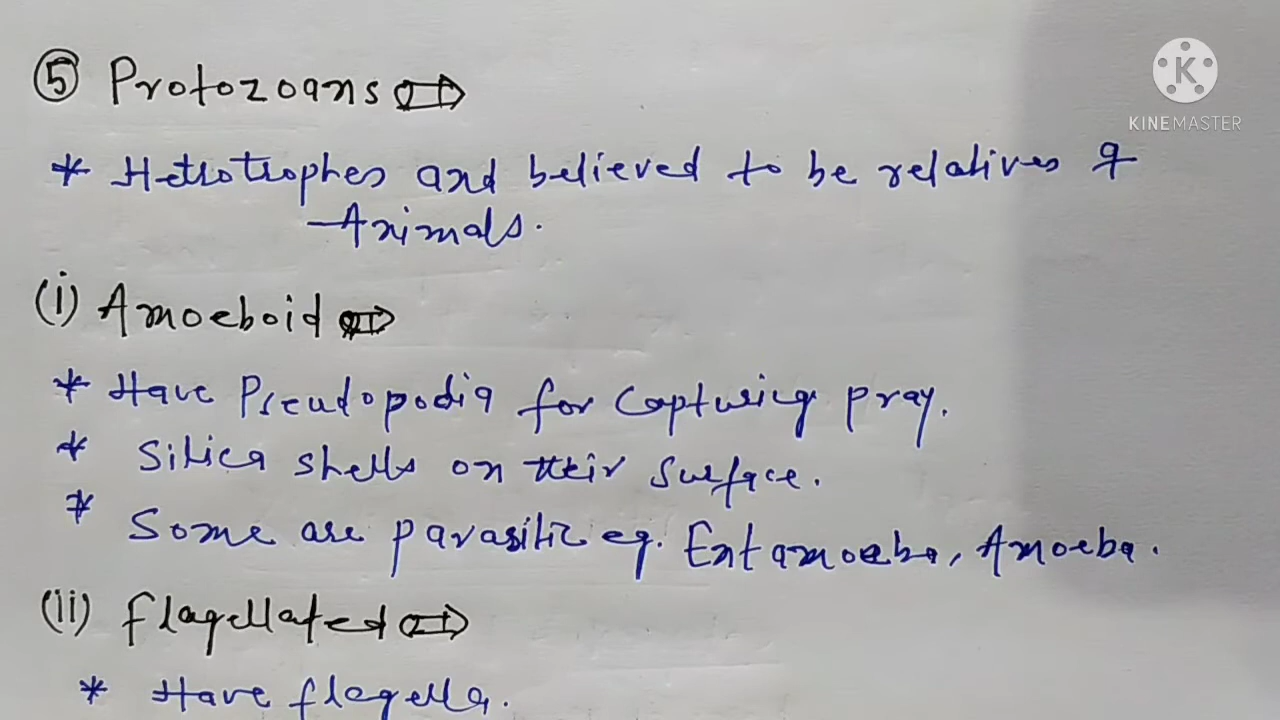 ⑤ Protozoans ⇨
KINEMASTER
* Hetrotrophes and believed to be relatives of
Animals.
(i) Amoeboid ⇨
* Have Pseudopodia for capturing pray.
* Silica shells on their surface.
* Some are parasitic eg. Entamoeba, Amoeba.
(ii) flagellated ⇨
* Have flagella.